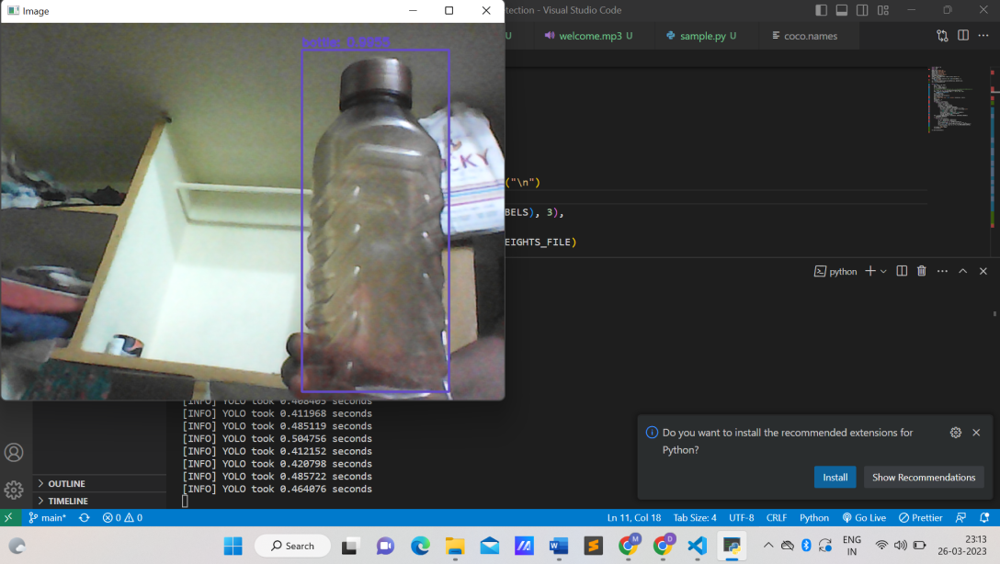 Image
tection - Visual Studio Code
U
welcome.mp3 U
sample.py U
coco.names
bottle:
KY
("\n")
BELS), 3),
EIGHTS_FILE)
python
[INFO] YOLO took 0.408405 seconds
[INFO] YOLO took 0.411968 seconds
[INFO] YOLO took 0.485119 seconds
[INFO] YOLO took 0.504756 seconds
[INFO] YOLO took 0.412152 seconds
[INFO] YOLO took 0.420798 seconds
[INFO] YOLO took 0.485722 seconds
[INFO] YOLO took 0.464076 seconds
Do you want to install the recommended extensions for
Python?
Install
Show Recommendations
OUTLINE
TIMELINE
main*
0
0
Ln 11, Col 18
Tab Size: 4
UTF-8
CRLF
Python
Go Live
Prettier
Search
M
D
ENG
IN
23:13
26-03-2023